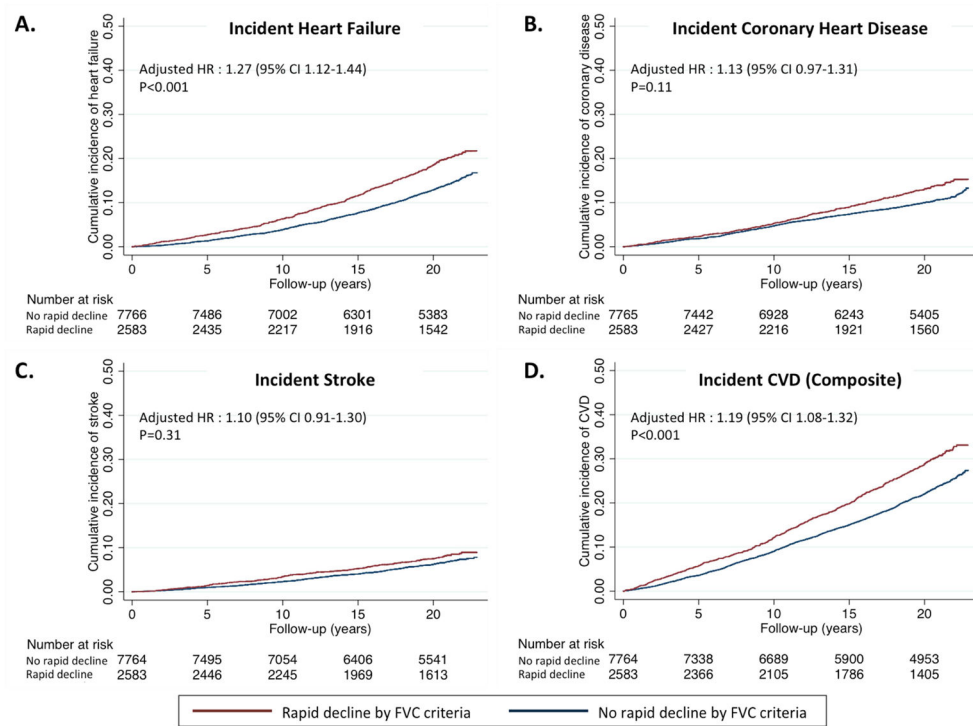 A.
Incident Heart Failure
Cumulative incidence of heart failure
0.50
0.40
0.30
0.20
0.10
0.00
Adjusted HR : 1.27 (95% CI 1.12-1.44)
P<0.001
0 5 10 15 20
Follow-up (years)
Number at risk
No rapid decline 7766 7486 7002 6301 5383
Rapid decline 2583 2435 2217 1916 1542
B.
Incident Coronary Heart Disease
Cumulative incidence of coronary disease
0.50
0.40
0.30
0.20
0.10
0.00
Adjusted HR : 1.13 (95% CI 0.97-1.31)
P=0.11
0 5 10 15 20
Follow-up (years)
Number at risk
No rapid decline 7765 7442 6928 6243 5405
Rapid decline 2583 2427 2216 1921 1560
C.
Incident Stroke
Cumulative incidence of stroke
0.50
0.40
0.30
0.20
0.10
0.00
Adjusted HR : 1.10 (95% CI 0.91-1.30)
P=0.31
0 5 10 15 20
Follow-up (years)
Number at risk
No rapid decline 7764 7495 7054 6406 5541
Rapid decline 2583 2446 2245 1969 1613
D.
Incident CVD (Composite)
Cumulative incidence of CVD
0.50
0.40
0.30
0.20
0.10
0.00
Adjusted HR : 1.19 (95% CI 1.08-1.32)
P<0.001
0 5 10 15 20
Follow-up (years)
Number at risk
No rapid decline 7764 7338 6689 5900 4953
Rapid decline 2583 2366 2105 1786 1405
Rapid decline by FVC criteria No rapid decline by FVC criteria